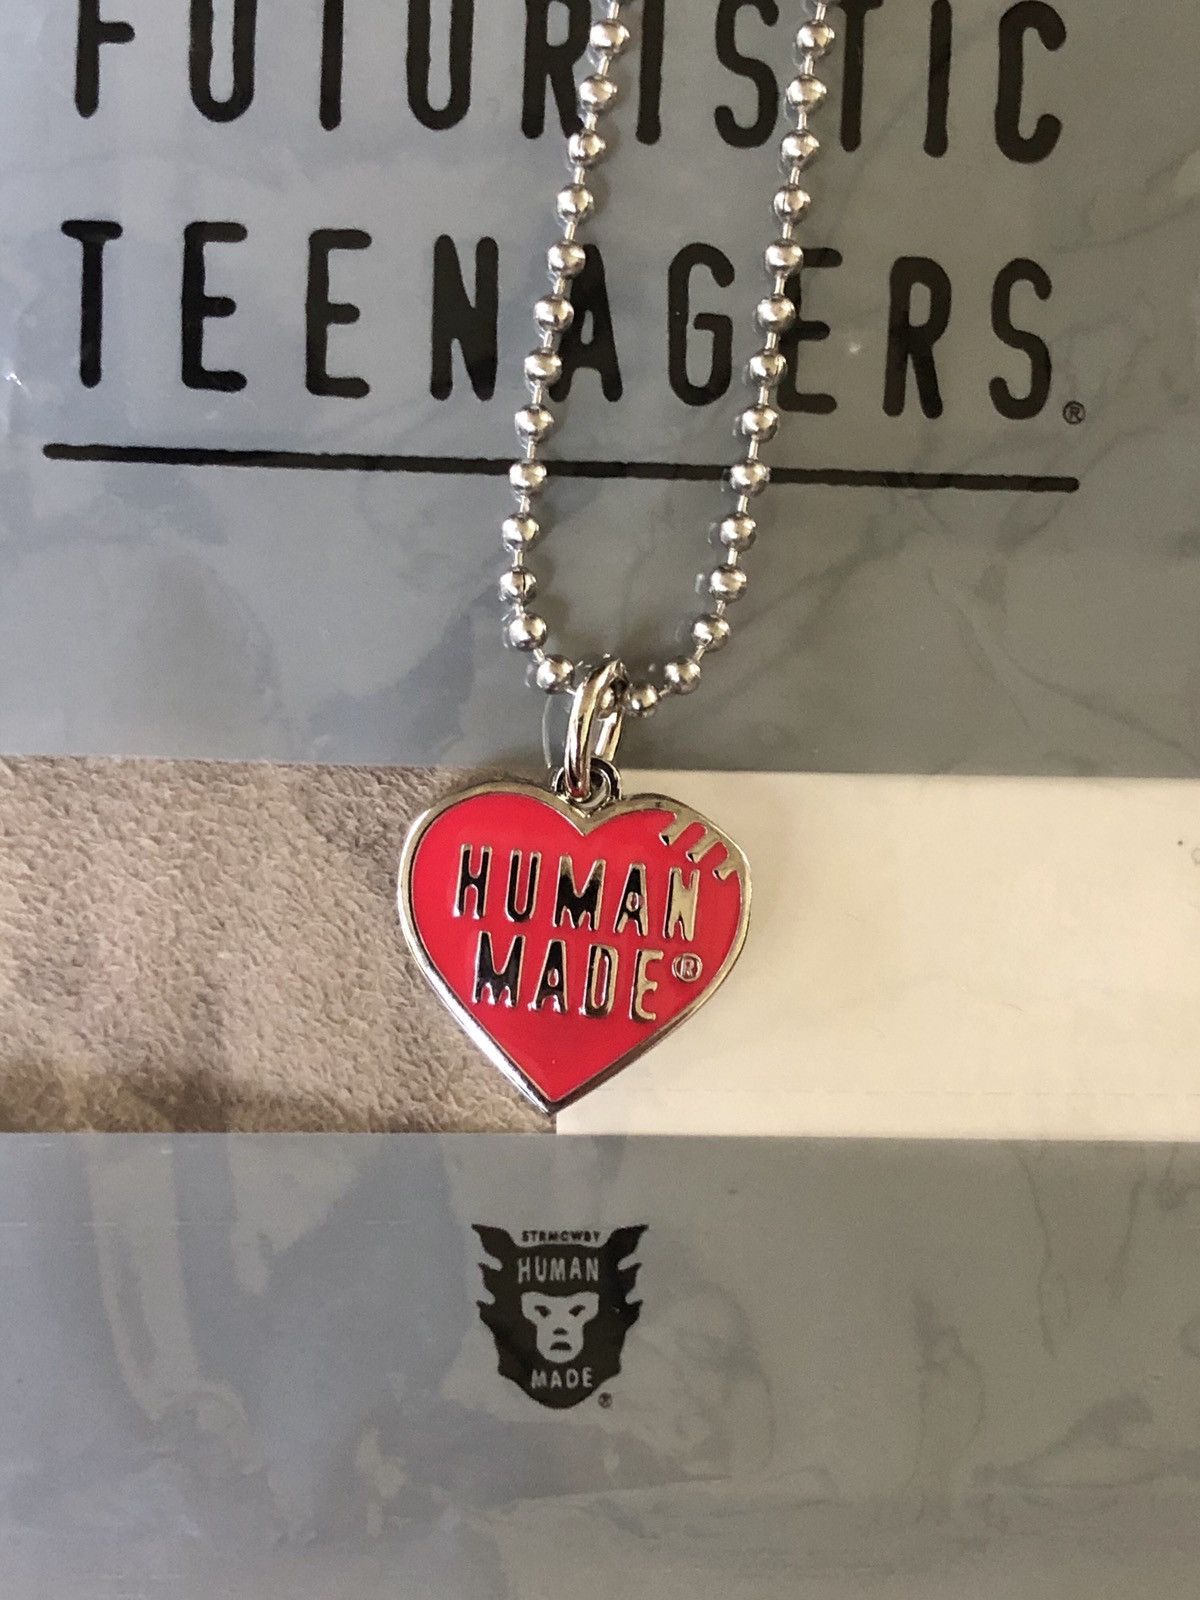 FUTURISTIC
TEENAGERS®
HUMAN
MADE®
STRMCWBY
HUMAN
MADE
®